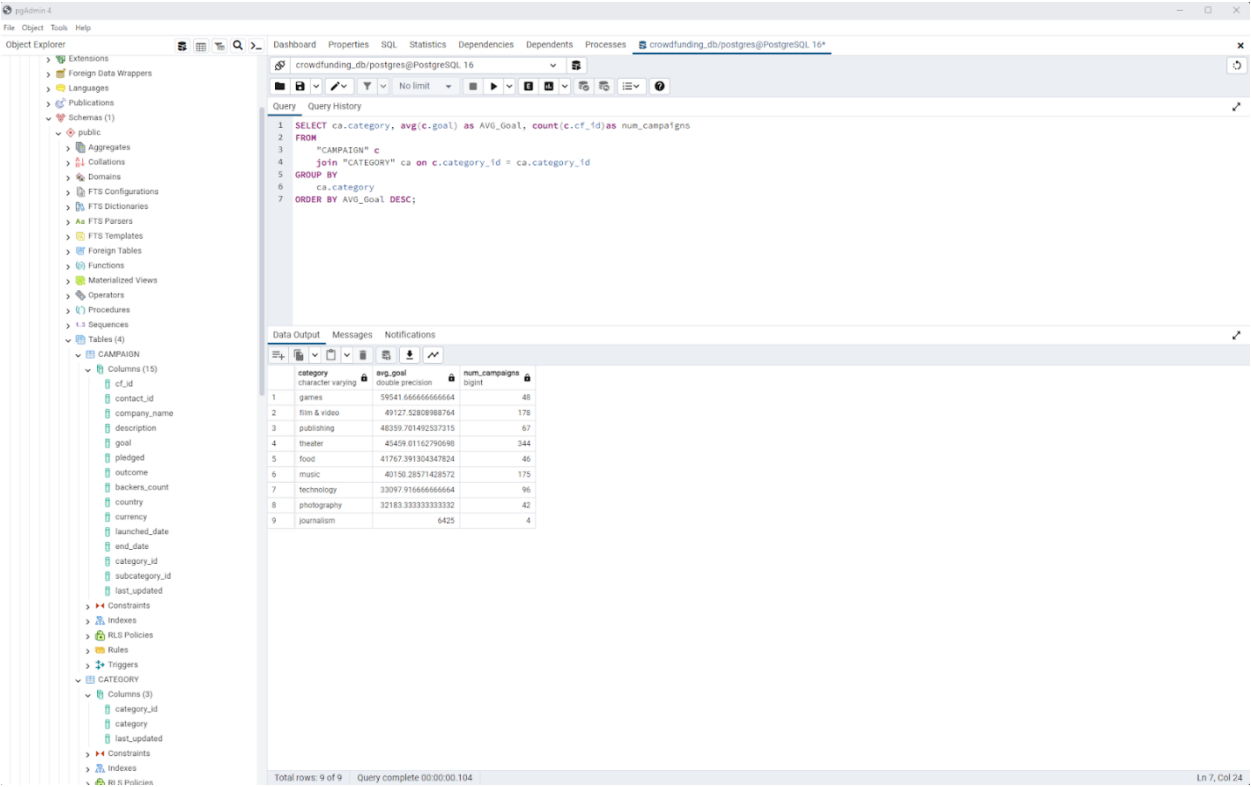 pgAdmin 4
File Object Tools Help
Object Explorer
Extensions
Foreign Data Wrappers
Languages
Publications
Schemas (1)
public
Aggregates
Collations
Domains
FTS Configurations
FTS Dictionaries
Aa FTS Parsers
FTS Templates
Foreign Tables
Functions
Materialized Views
Operators
Procedures
1..3 Sequences
Tables (4)
CAMPAIGN
Columns (15)
cf_id
contact_id
company_name
description
goal
pledged
outcome
backers_count
country
currency
launched_date
end_date
category_id
subcategory_id
last_updated
Constraints
Indexes
RLS Policies
Rules
Triggers
CATEGORY
Columns (3)
category_id
category
last_updated
Constraints
Indexes
RLS Policies
Dashboard Properties SQL Statistics Dependencies Dependents Processes crowdfunding_db/postgres@PostgreSQL 16*
crowdfunding_db/postgres@PostgreSQL 16
No limit
Query Query History
1 SELECT ca.category, avg(c.goal) as AVG_Goal, count(c.cf_id)as num_campaigns
2 FROM
3 "CAMPAIGN" c
4 join "CATEGORY" ca on c.category_id = ca.category_id
5 GROUP BY
6 ca.category
7 ORDER BY AVG_Goal DESC;
Data Output Messages Notifications
category avg_goal num_campaigns
character varying double precision bigint
1 games 59541.666666666664 48
2 film & video 49127.52808988764 178
3 publishing 48359.701492537315 67
4 theater 45459.01162790698 344
5 food 41767.391304347824 46
6 music 40150.28571428572 175
7 technology 33097.916666666664 96
8 photography 32183.333333333332 42
9 journalism 6425 4
Total rows: 9 of 9 Query complete 00:00:00.104 Ln 7, Col 24